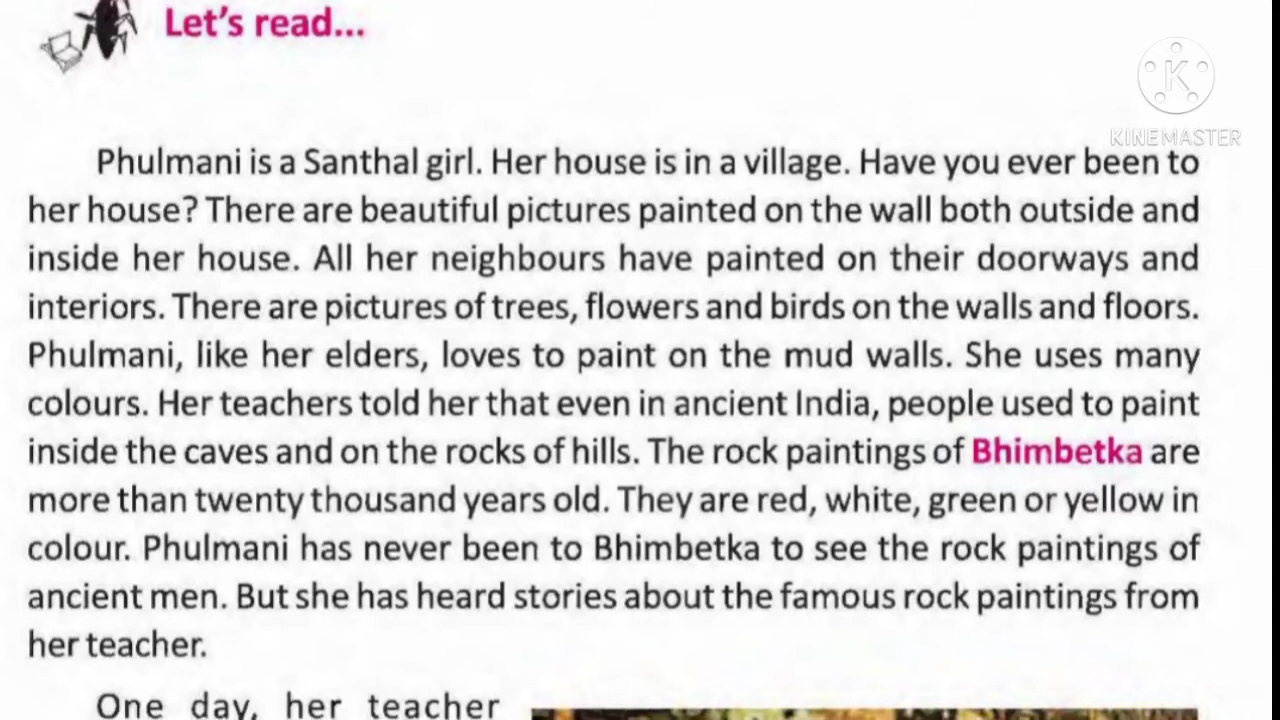 Let's read...
KINEMASTER
Phulmani is a Santhal girl. Her house is in a village. Have you ever been to
her house? There are beautiful pictures painted on the wall both outside and
inside her house. All her neighbours have painted on their doorways and
interiors. There are pictures of trees, flowers and birds on the walls and floors.
Phulmani, like her elders, loves to paint on the mud walls. She uses many
colours. Her teachers told her that even in ancient India, people used to paint
inside the caves and on the rocks of hills. The rock paintings of Bhimbetka are
more than twenty thousand years old. They are red, white, green or yellow in
colour. Phulmani has never been to Bhimbetka to see the rock paintings of
ancient men. But she has heard stories about the famous rock paintings from
her teacher.
One day, her teacher